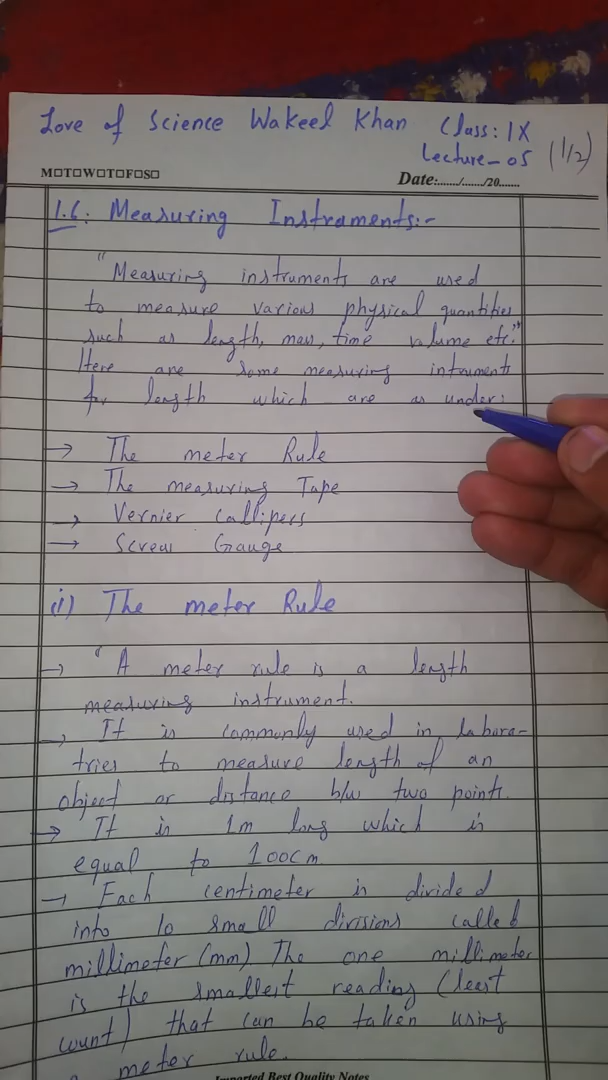 Love of Science Wakeel Khan Class: IX
Lecture-05 (1/2)
M□T□W□T□F□S□ Date:......./......./20.......
1.6: Measuring Instraments:-
"Measuring instruments are used
to measure various physical quantities
such as length, mass, time volume etc."
Here are some measuring intruments
for length which are as under:
→ The meter Rule
→ The measuring Tape
→ Vernier Callipers
→ Screw Gauge
(i) The meter Rule
→ "A meter rule is a length
measuring instrument.
→ It is commonly used in labora-
tries to measure length of an
object or distance b/w two points.
→ It is 1m long which is
equal to 100cm
→ Each centimeter is divided
into 10 small divisions called
millimeter (mm) The one millimeter
is the smallest reading (least
count) that can be taken using
a meter rule.
Imported Best Quality Notes